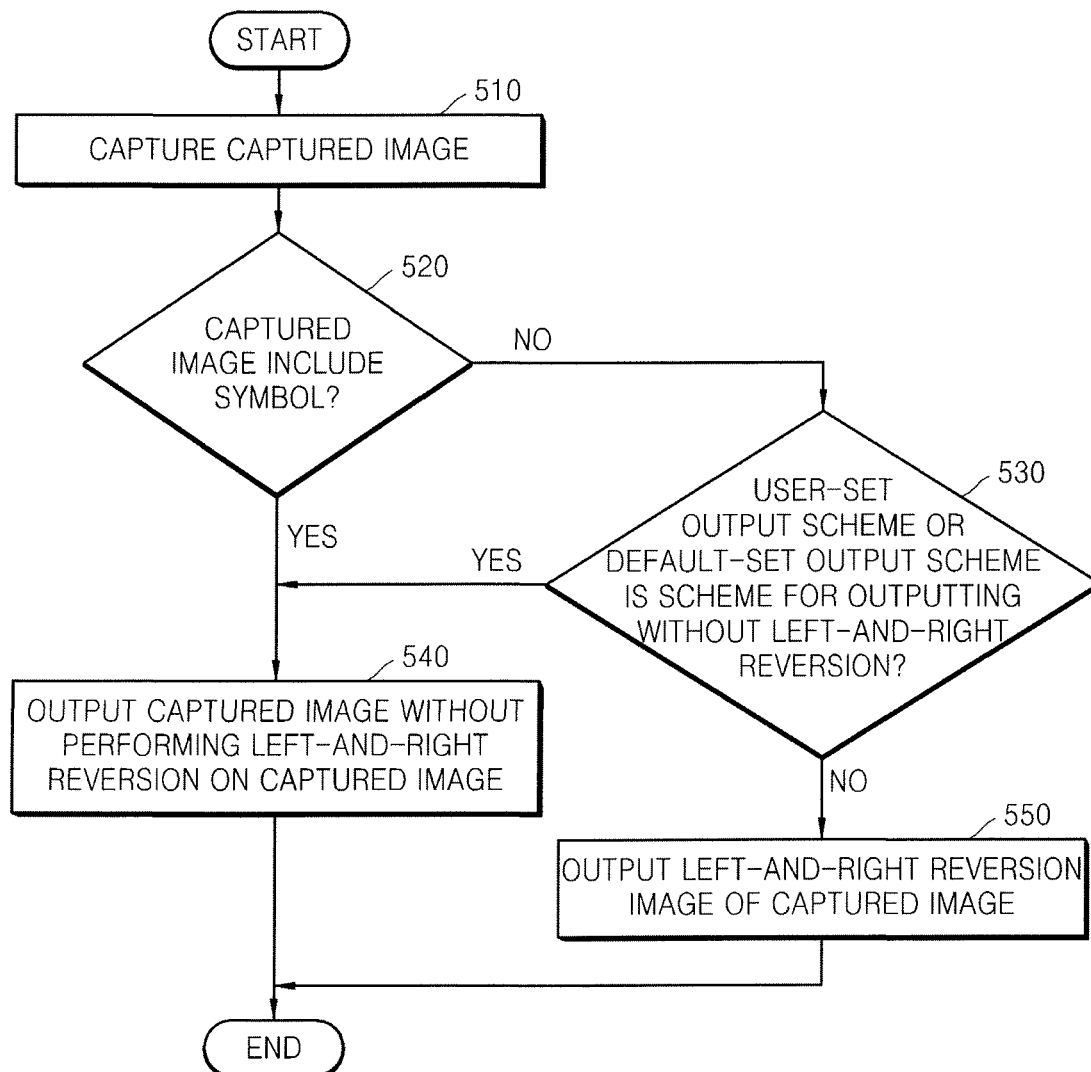 START
510
CAPTURE CAPTURED IMAGE
520
CAPTURED
IMAGE INCLUDE
SYMBOL?
NO
530
USER-SET
OUTPUT SCHEME OR
DEFAULT-SET OUTPUT SCHEME
IS SCHEME FOR OUTPUTTING
WITHOUT LEFT-AND-RIGHT
REVERSION?
YES
YES
540
OUTPUT CAPTURED IMAGE WITHOUT
PERFORMING LEFT-AND-RIGHT
REVERSION ON CAPTURED IMAGE
NO
550
OUTPUT LEFT-AND-RIGHT REVERSION
IMAGE OF CAPTURED IMAGE
END